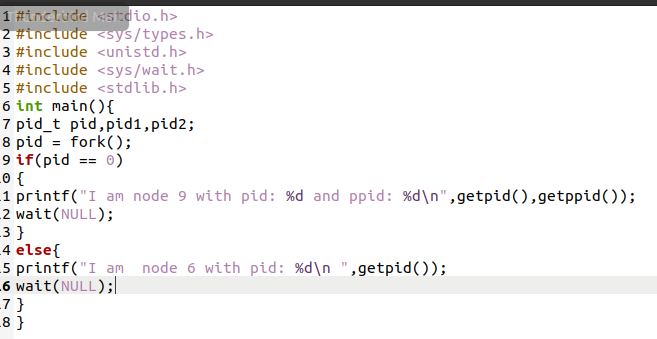 1 #include <stdio.h>
2 #include <sys/types.h>
3 #include <unistd.h>
4 #include <sys/wait.h>
5 #include <stdlib.h>
6 int main(){
7 pid_t pid,pid1,pid2;
8 pid = fork();
9 if(pid == 0)
.0 {
.1 printf("I am node 9 with pid: %d and ppid: %d\n",getpid(),getppid());
.2 wait(NULL);
.3 }
.4 else{
.5 printf("I am  node 6 with pid: %d\n ",getpid());
.6 wait(NULL);
.7 }
.8 }